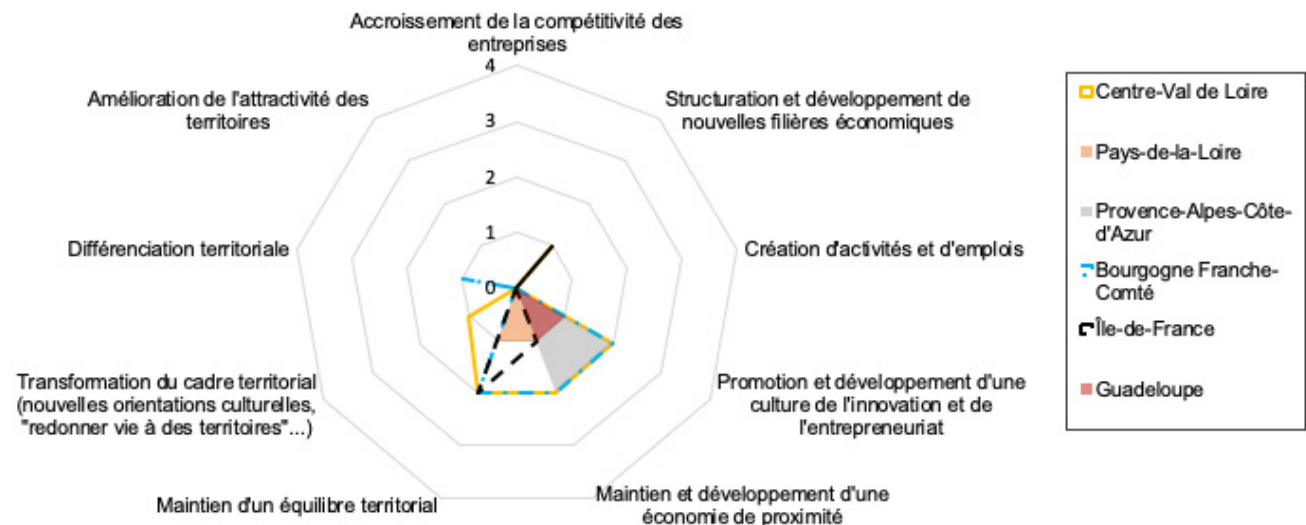 Accroissement de la compétitivité des
entreprises
4
3
2
1
0
Structuration et développement de
nouvelles filières économiques
Création d'activités et d'emplois
Promotion et développement d'une
culture de l'innovation et de
l'entrepreneuriat
Maintien et développement d'une
économie de proximité
Maintien d'un équilibre territorial
Transformation du cadre territorial
(nouvelles orientations culturelles,
"redonner vie à des territoires"...)
Différenciation territoriale
Amélioration de l'attractivité des
territoires
Centre-Val de Loire
Pays-de-la-Loire
Provence-Alpes-Côte-
d'Azur
Bourgogne Franche-
Comté
Île-de-France
Guadeloupe